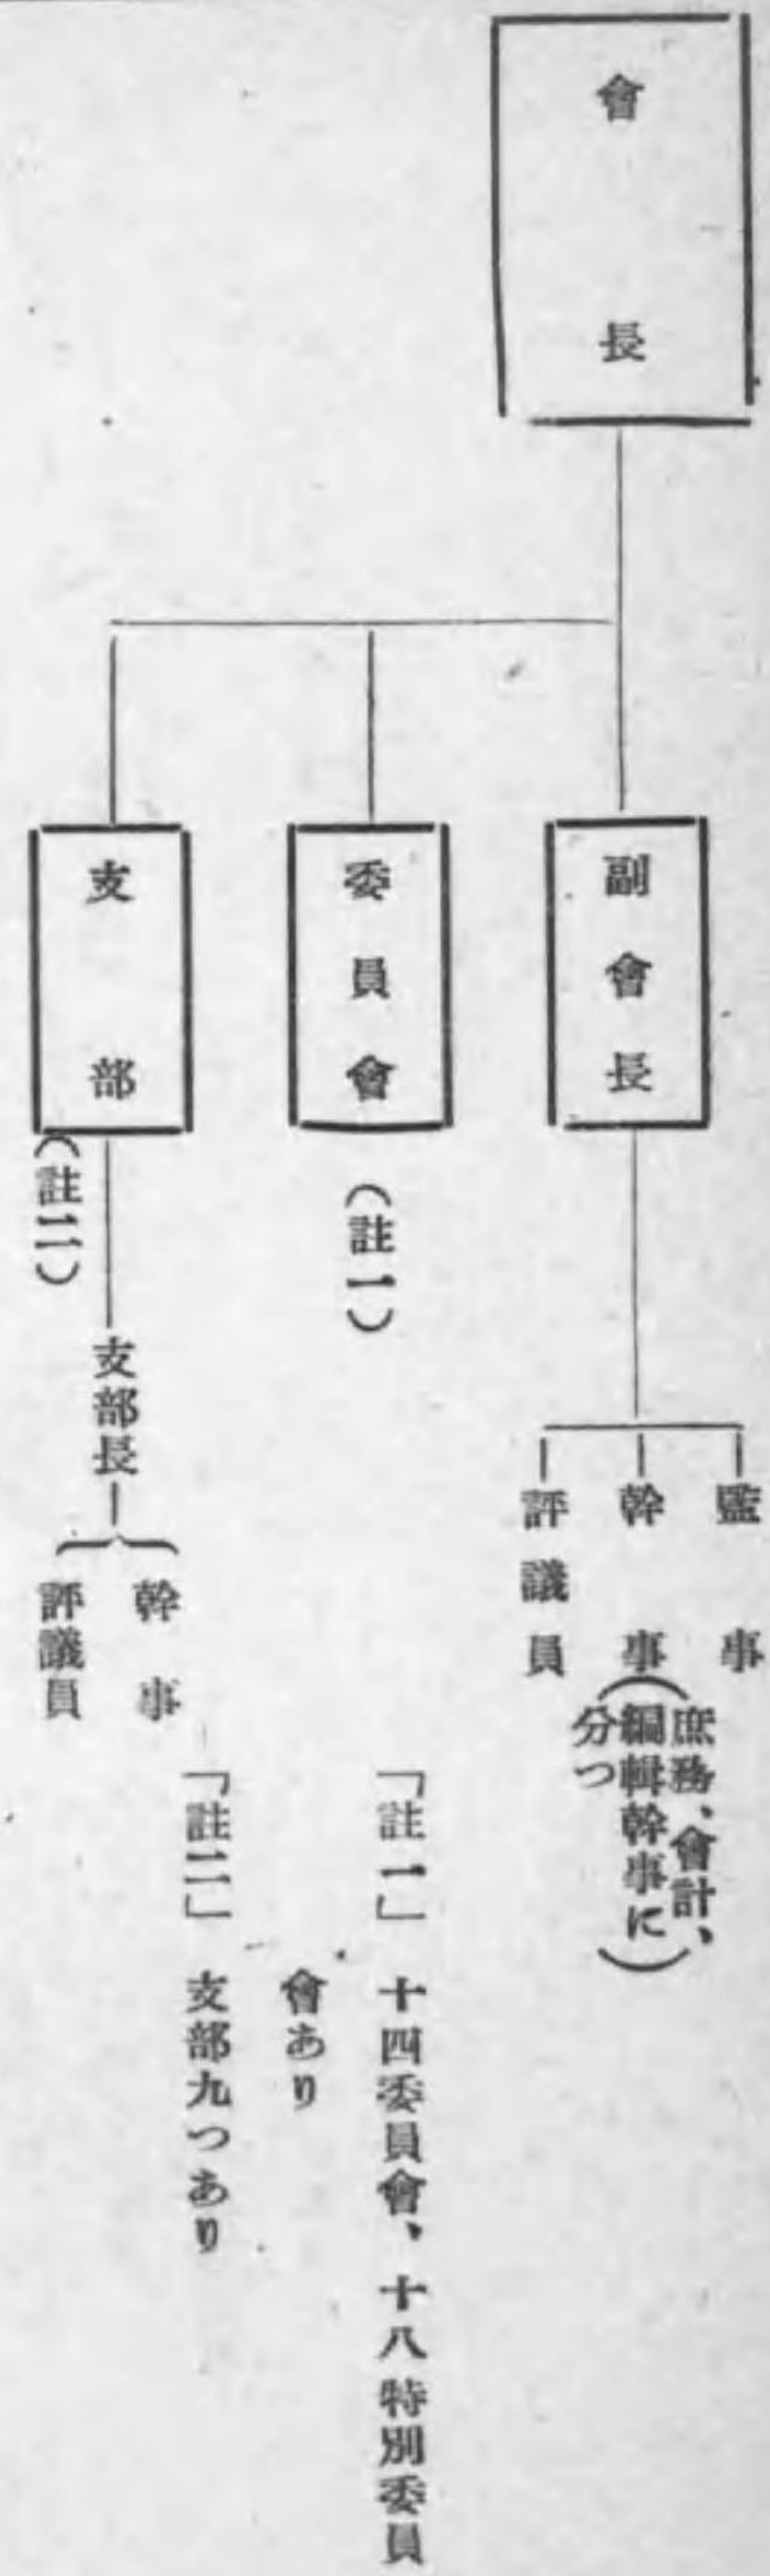 會長
副會長
監事
幹事
(庶務、會計、
編輯幹事に
分つ)
評議員
委員會
(註一)
支部
(註二)
支部長
幹事
評議員
「註一」 十四委員會、十八特別委員
會あり
「註二」 支部九つあり